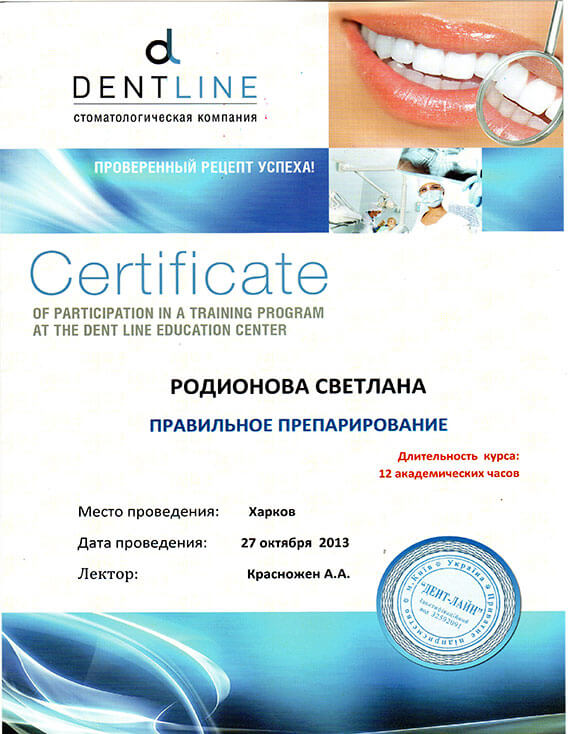 DENTLINE
стоматологическая компания
ПРОВЕРЕННЫЙ РЕЦЕПТ УСПЕХА!
Certificate
OF PARTICIPATION IN A TRAINING PROGRAM
AT THE DENT LINE EDUCATION CENTER
РОДИОНОВА СВЕТЛАНА
ПРАВИЛЬНОЕ ПРЕПАРИРОВАНИЕ
Длительность курса:
12 академических часов
Место проведения: Харков
Дата проведения: 27 октября 2013
Лектор: Красножен А.А.
м.Київ Україна Приватне підприємство
"ДЕНТ-ЛАЙН"
Ідентифікаційний
код 32592091